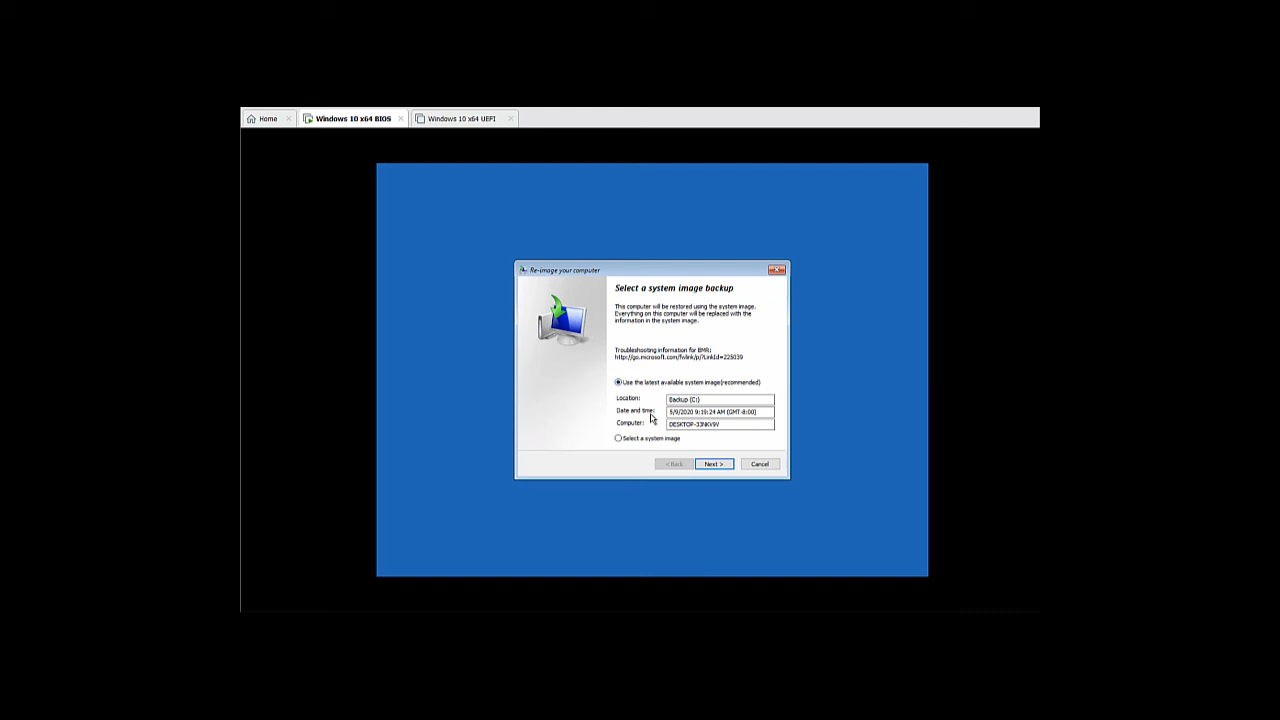 Home
Windows 10 x64 BIOS
Windows 10 x64 UEFI
Re-image your computer
Select a system image backup
This computer will be restored using the system image.
Everything on this computer will be replaced with the
information in the system image.
Troubleshooting information for BMR:
http://go.microsoft.com/fwlink/p/?LinkId=225039
Use the latest available system image(recommended)
Location: Backup (C:)
Date and time: 5/9/2020 9:19:24 AM (GMT-8:00)
Computer: DESKTOP-33NKV9V
Select a system image
< Back Next > Cancel